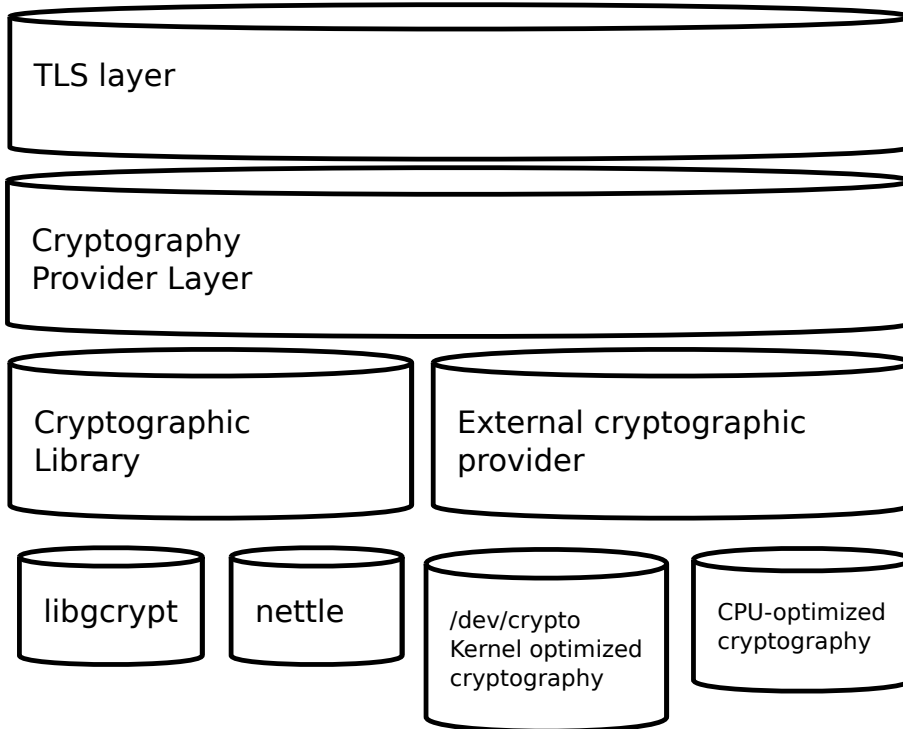 TLS layer
Cryptography
Provider Layer
Cryptographic
Library
External cryptographic
provider
libgcrypt
nettle
/dev/crypto
Kernel optimized
cryptography
CPU-optimized
cryptography